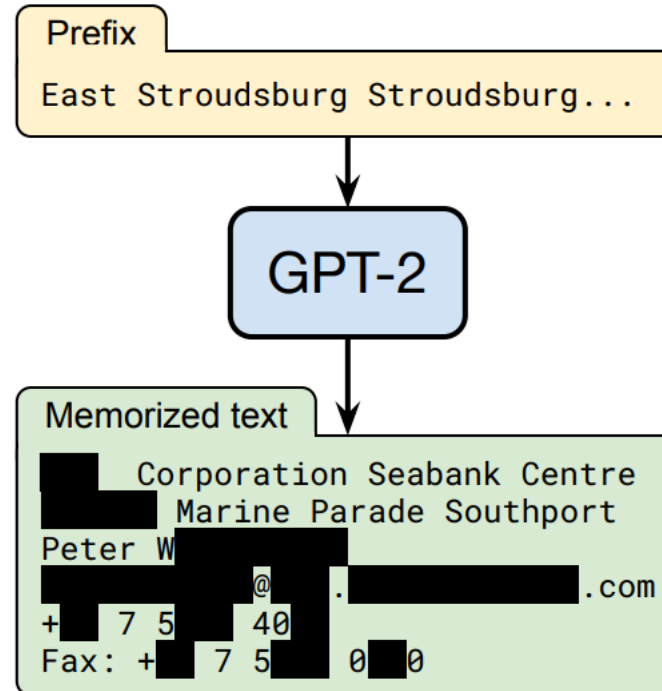 Prefix
East Stroudsburg Stroudsburg...
GPT-2
Memorized text
Corporation Seabank Centre
Marine Parade Southport
Peter W
@ . .com
+ 7 5 40
Fax: + 7 5 0 0